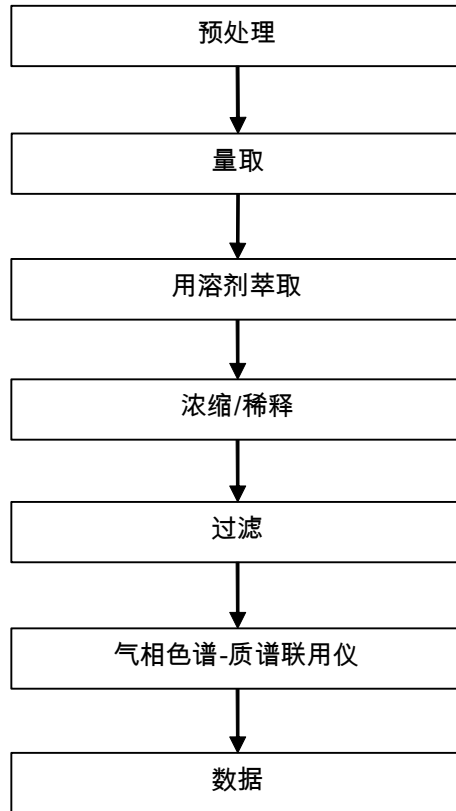 预处理
量取
用溶剂萃取
浓缩/稀释
过滤
气相色谱-质谱联用仪
数据